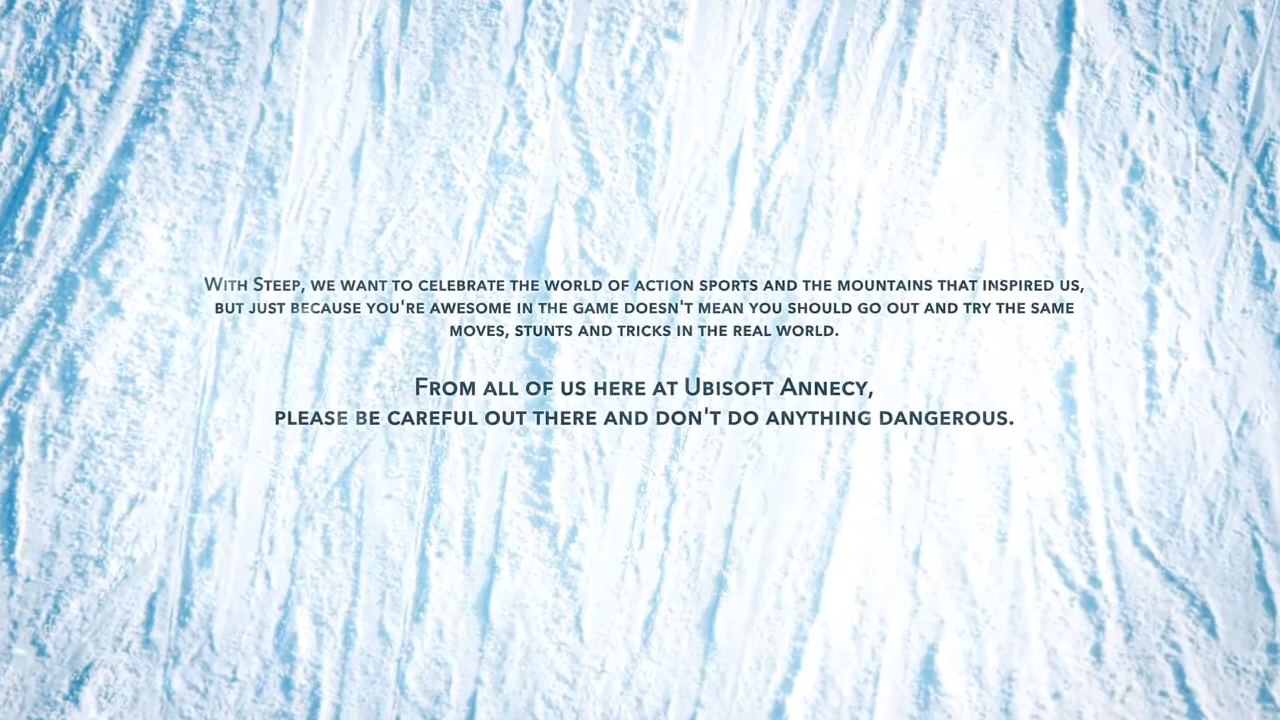 With Steep, we want to celebrate the world of action sports and the mountains that inspired us,
but just because you're awesome in the game doesn't mean you should go out and try the same
moves, stunts and tricks in the real world.
From all of us here at Ubisoft Annecy,
please be careful out there and don't do anything dangerous.